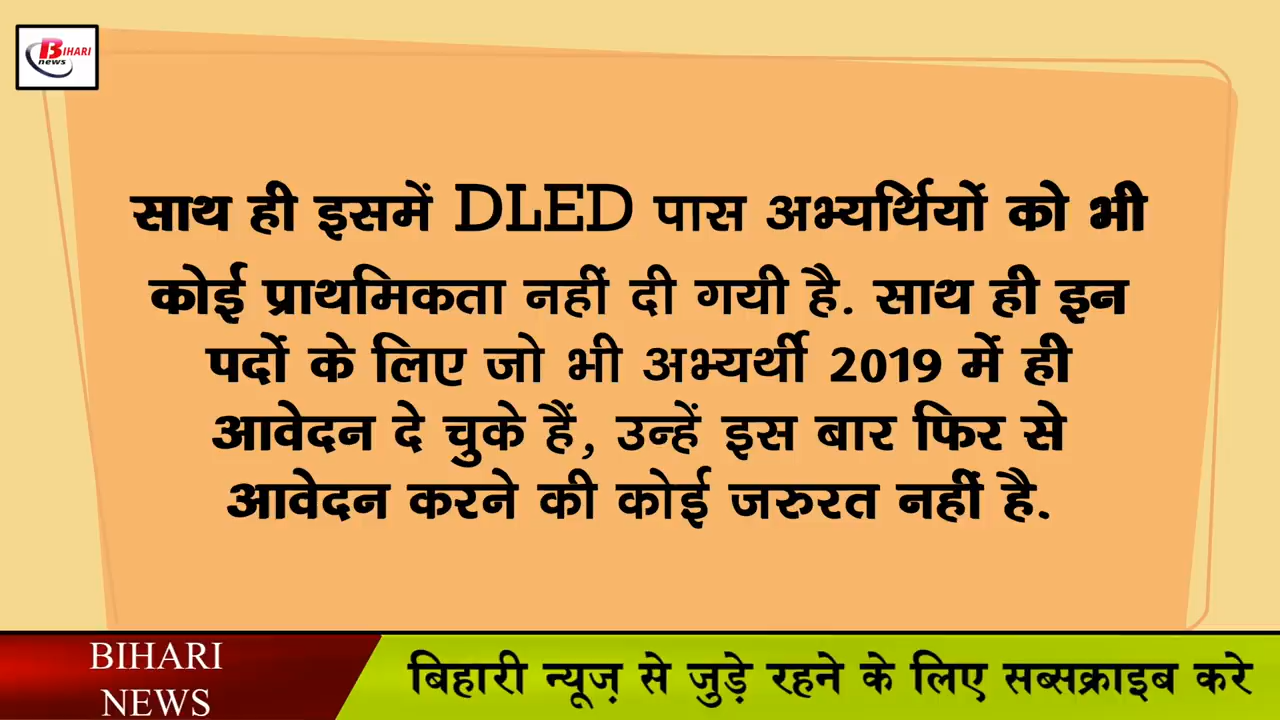 BIHARI
news
साथ ही इसमें DLED पास अभ्यर्थियों को भी
कोई प्राथमिकता नहीं दी गयी है. साथ ही इन
पदों के लिए जो भी अभ्यर्थी 2019 में ही
आवेदन दे चुके हैं, उन्हें इस बार फिर से
आवेदन करने की कोई जरुरत नहीं है.
BIHARI
NEWS
बिहारी न्यूज़ से जुड़े रहने के लिए सब्सक्राइब करे